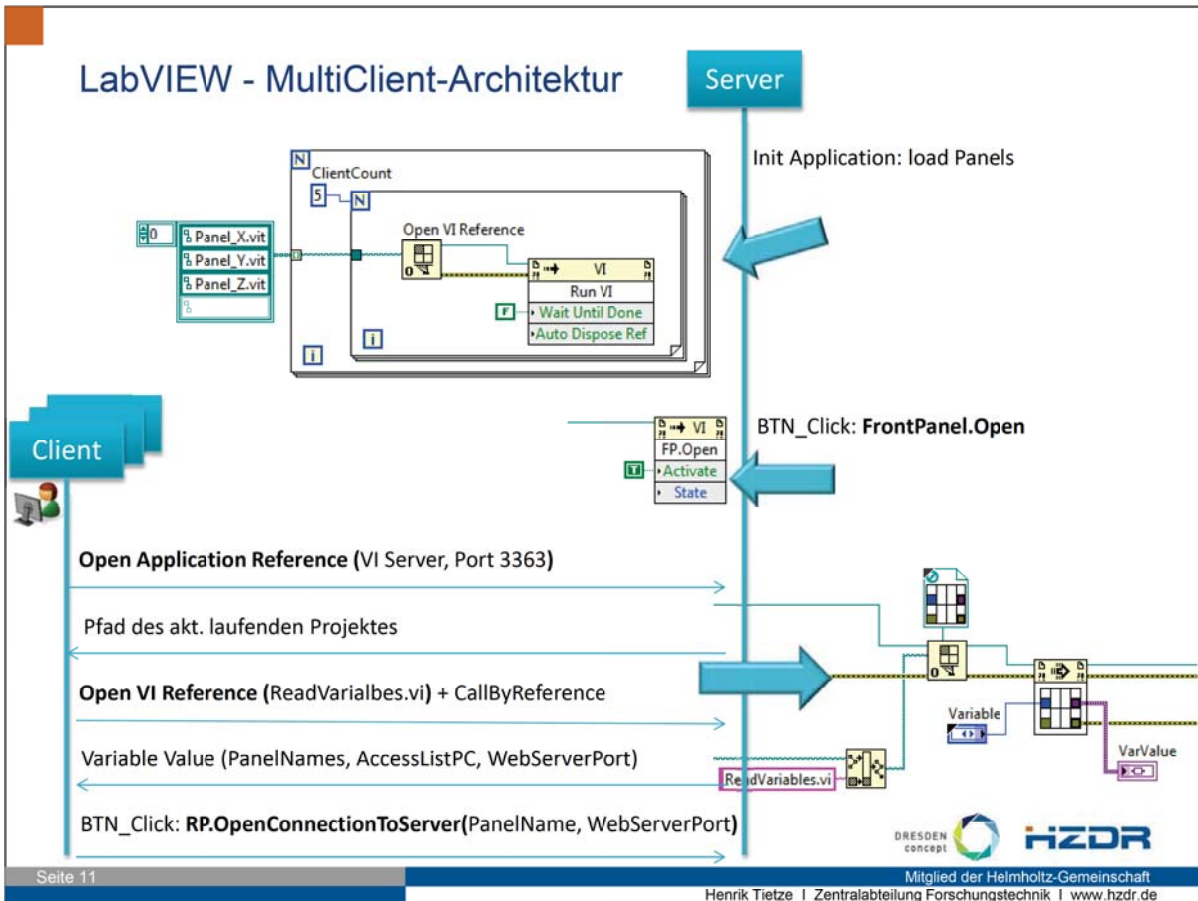 LabVIEW - MultiClient-Architektur
Server
Init Application: load Panels
N
ClientCount
5
N
Open VI Reference
0
Panel_X.vit
Panel_Y.vit
Panel_Z.vit
VI
Run VI
F
Wait Until Done
Auto Dispose Ref
i
i
BTN_Click: FrontPanel.Open
VI
FP.Open
T
Activate
State
Client
Open Application Reference (VI Server, Port 3363)
Pfad des akt. laufenden Projektes
Open VI Reference (ReadVarialbes.vi) + CallByReference
Variable
VarValue
Variable Value (PanelNames, AccessListPC, WebServerPort)
ReadVariables.vi
BTN_Click: RP.OpenConnectionToServer(PanelName, WebServerPort)
DRESDEN
concept
HZDR
Seite 11
Mitglied der Helmholtz-Gemeinschaft
Henrik Tietze I Zentralabteilung Forschungstechnik I www.hzdr.de